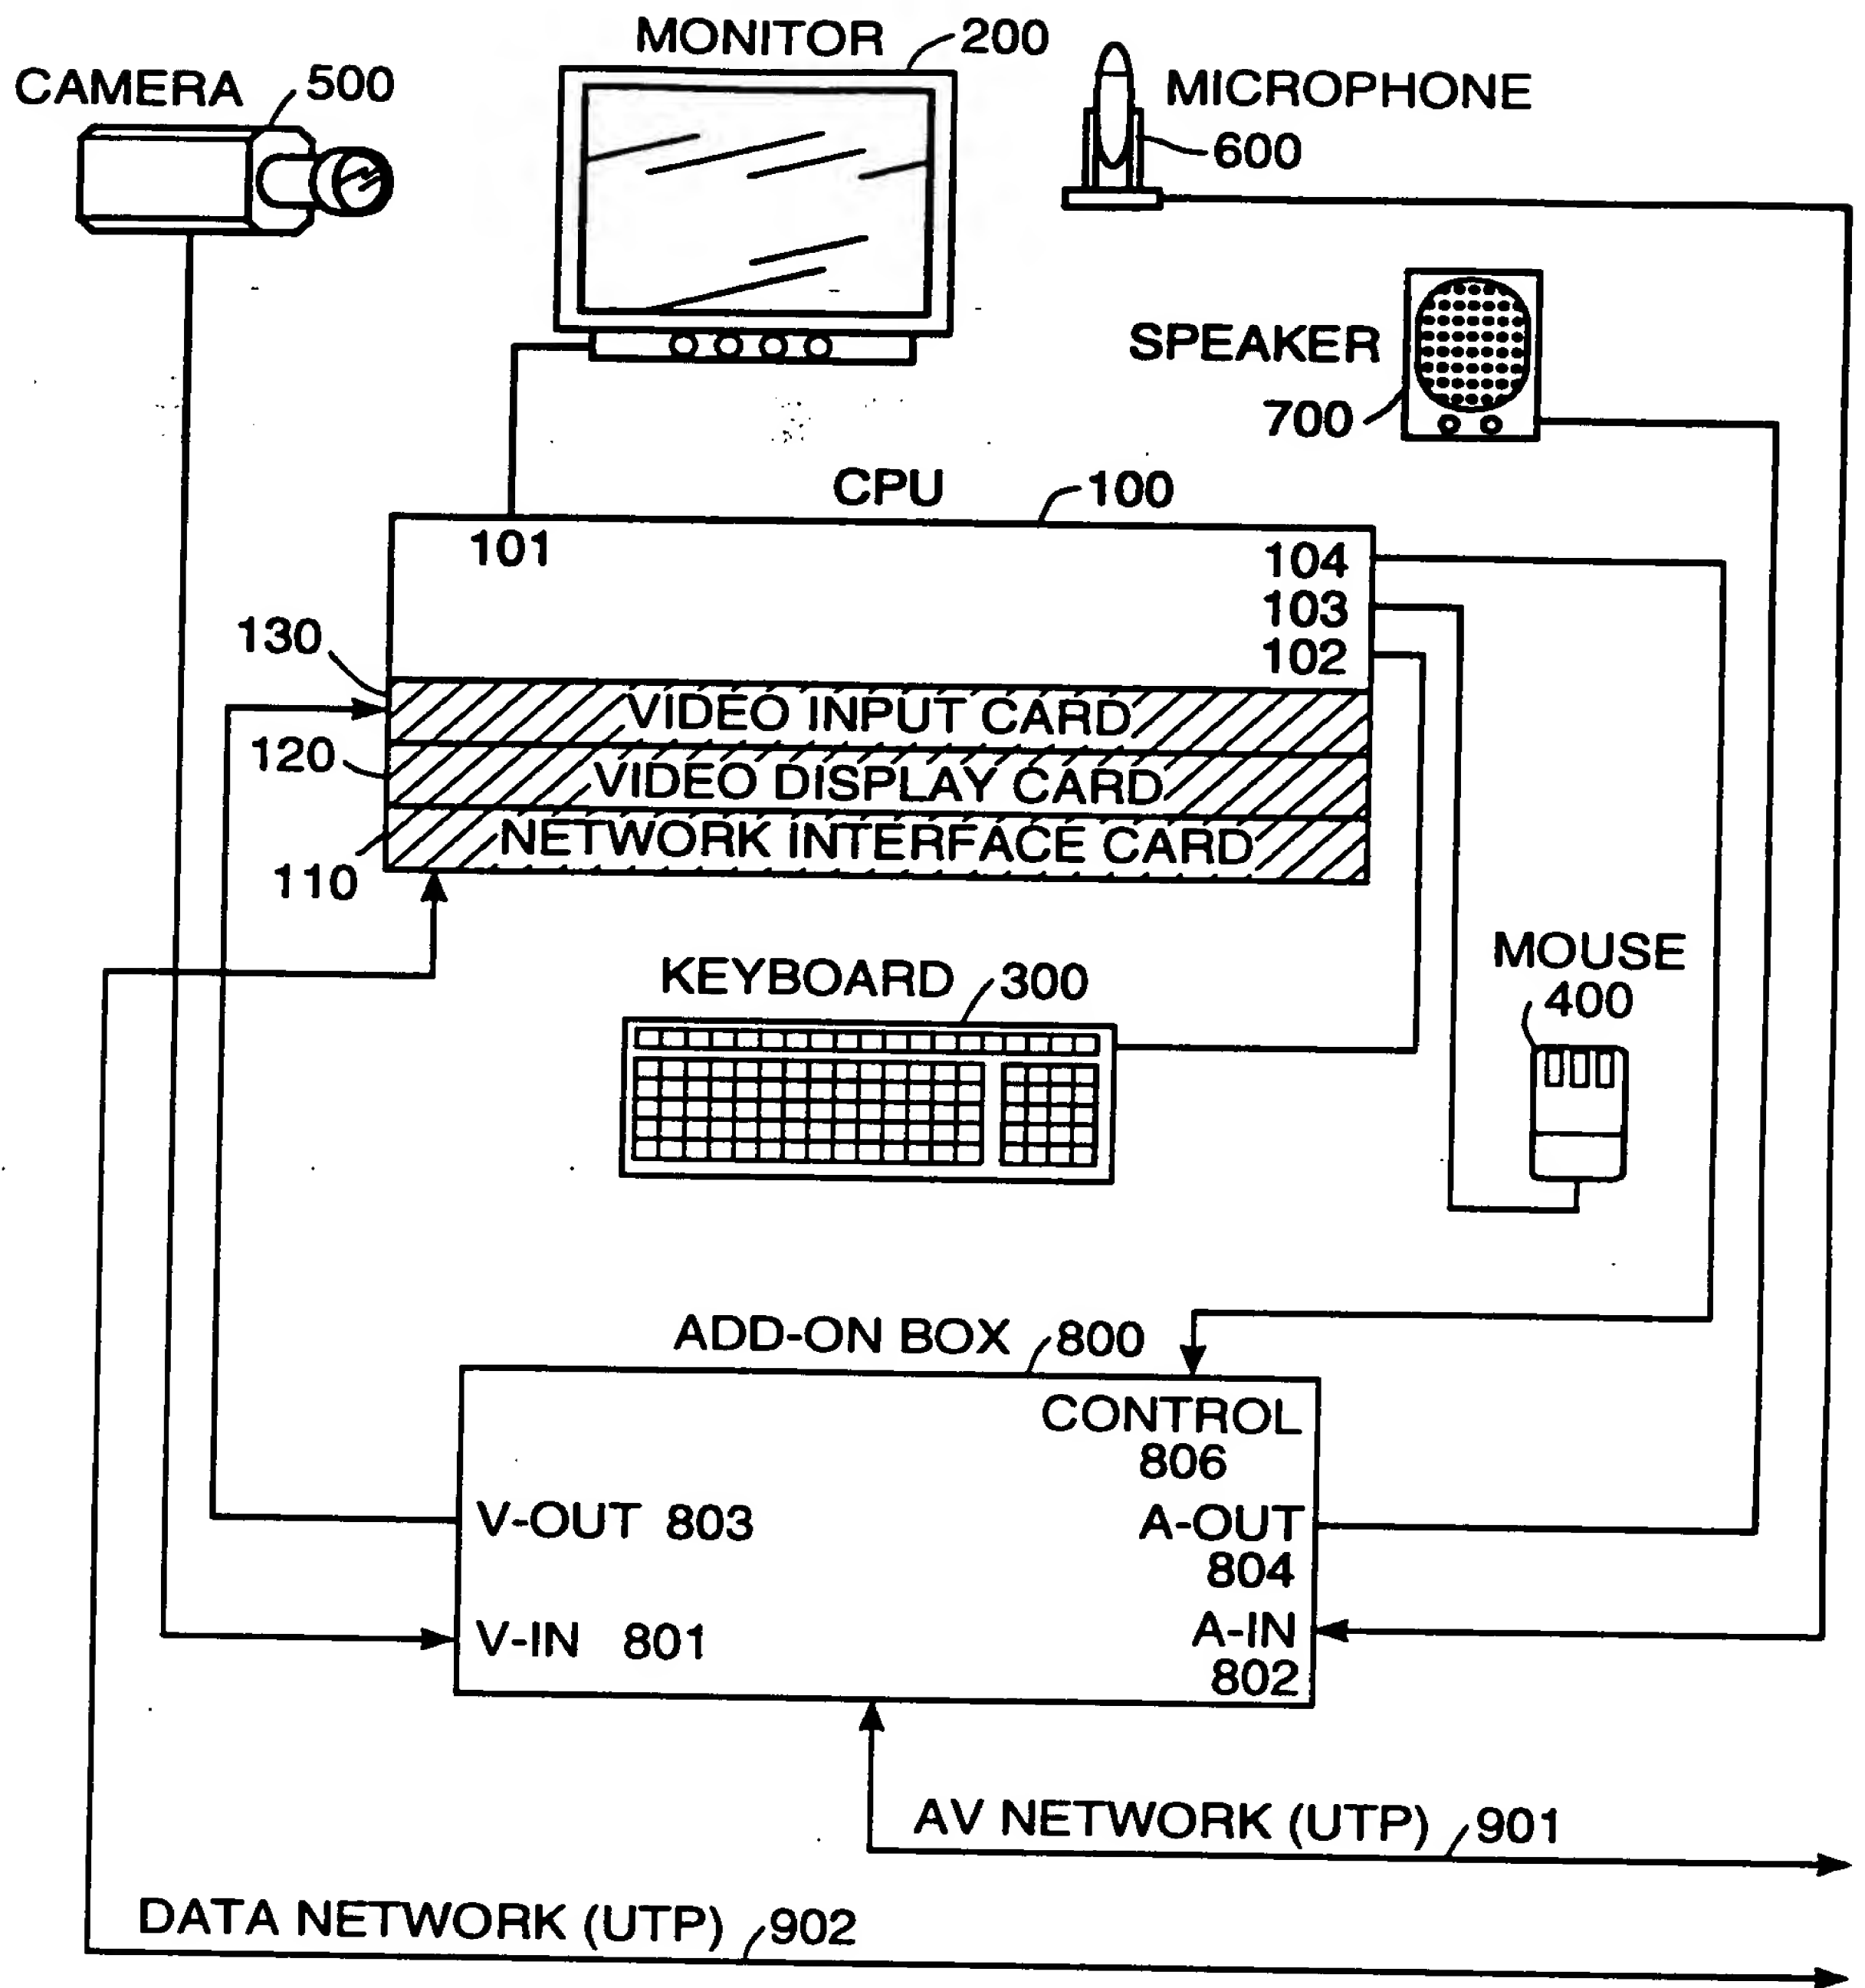 MONITOR 200
CAMERA 500
MICROPHONE
600
SPEAKER
700
CPU 100
101
104
103
102
130
VIDEO INPUT CARD
120
VIDEO DISPLAY CARD
110
NETWORK INTERFACE CARD
KEYBOARD 300
MOUSE
400
ADD-ON BOX 800
CONTROL
806
V-OUT 803
A-OUT
804
V-IN 801
A-IN
802
AV NETWORK (UTP) 901
DATA NETWORK (UTP) 902